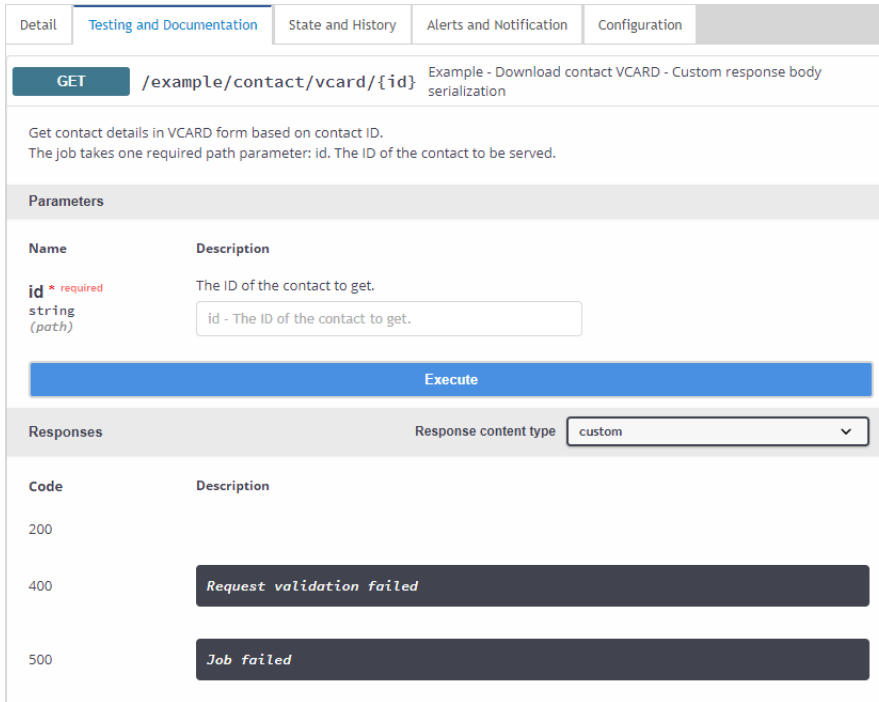 Detail Testing and Documentation State and History Alerts and Notification Configuration
GET /example/contact/vcard/{id} Example - Download contact VCARD - Custom response body
serialization
Get contact details in VCARD form based on contact ID.
The job takes one required path parameter: id. The ID of the contact to be served.
Parameters
Name Description
id * required The ID of the contact to get.
string
(path)
id - The ID of the contact to get.
Execute
Responses Response content type custom
Code Description
200
400 Request validation failed
500 Job failed